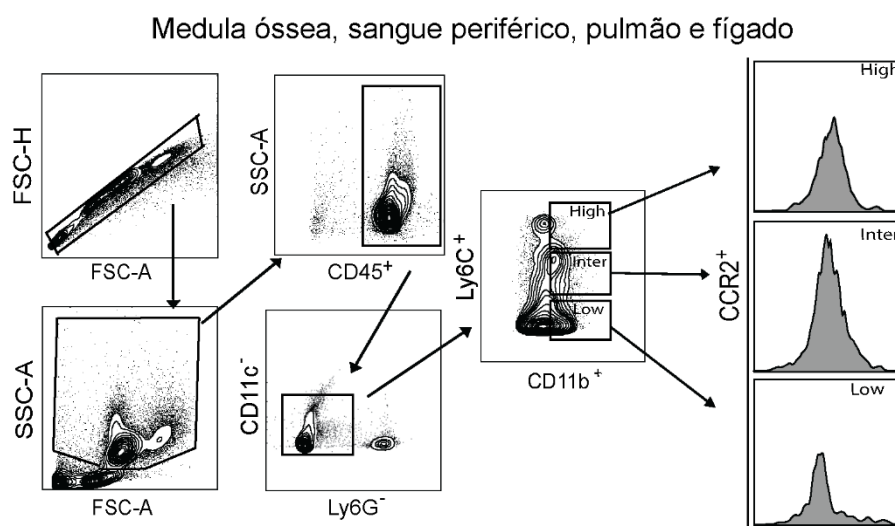 Medula óssea, sangue periférico, pulmão e fígado
FSC-H
FSC-A
SSC-A
CD45+
SSC-A
FSC-A
CD11c-
Ly6G-
Ly6C+
High
Inter
Low
CD11b+
CCR2+
High
Inter
Low